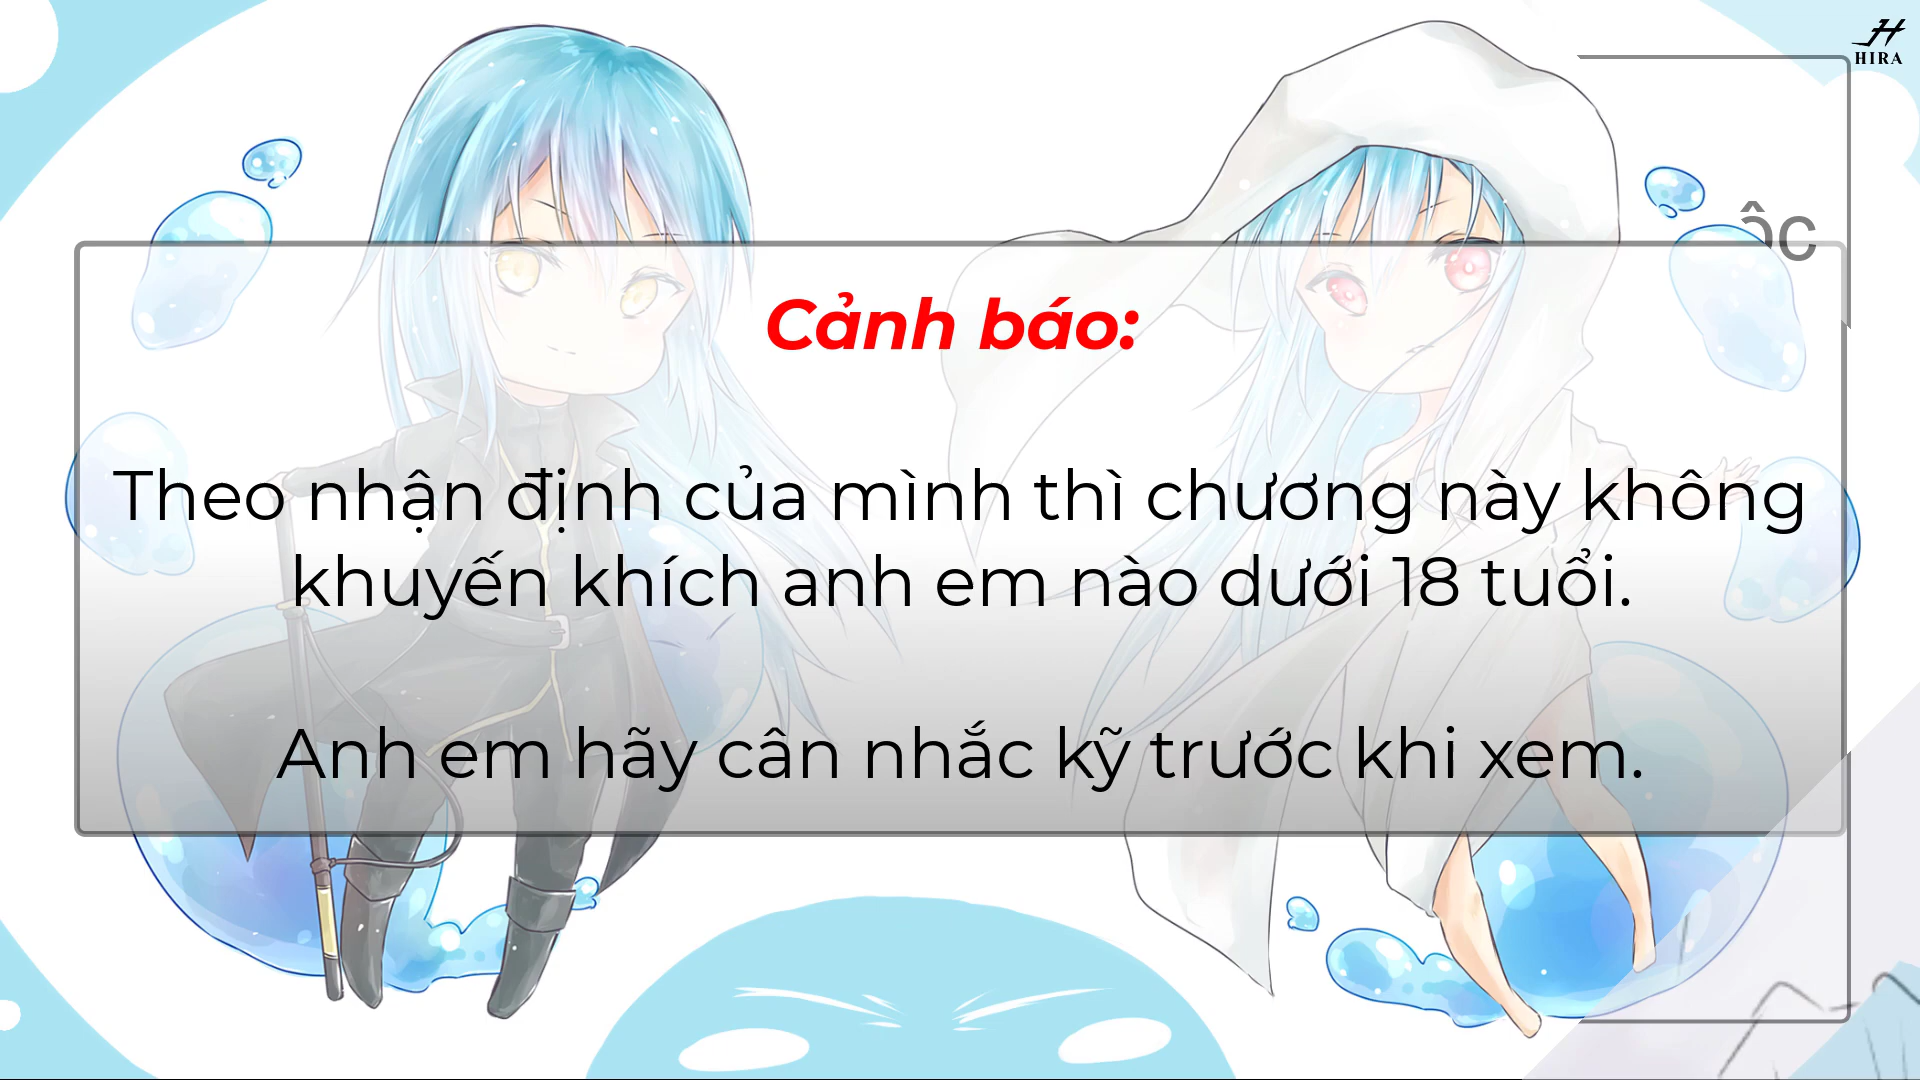 HIRA
ôc
Cảnh báo:
Theo nhận định của mình thì chương này không
khuyến khích anh em nào dưới 18 tuổi.
Anh em hãy cân nhắc kỹ trước khi xem.